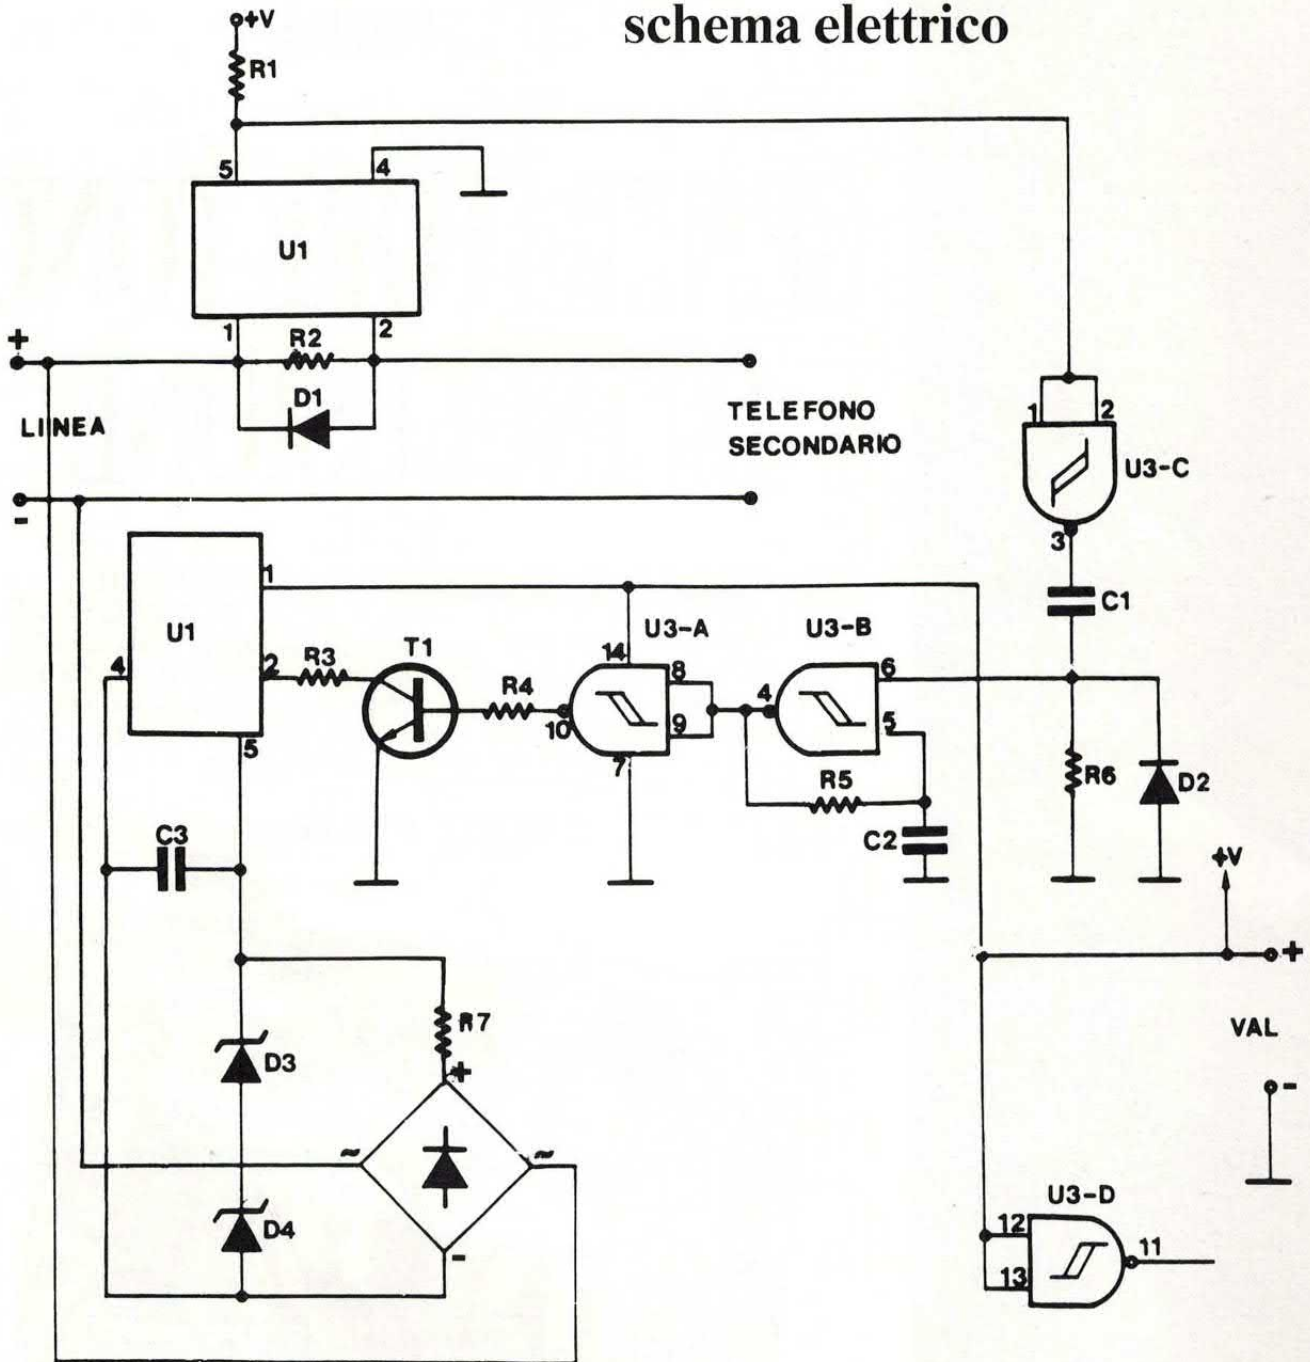 schema elettrico
+V
R1
5
4
U1
1
R2
2
+
D1
LINEA
TELEFONO
SECONDARIO
-
1
2
U3-C
3
C1
U1
1
4
2
R3
T1
R4
10
14
U3-A
8
9
7
4
U3-B
6
5
R5
C2
R6
D2
5
C3
+V
+
VAL
-
R7
D3
+
~
~
D4
-
U3-D
12
13
11